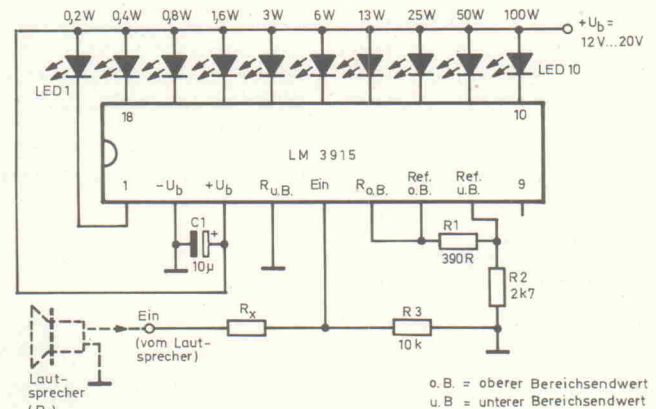 0,2W 0,4W 0,8W 1,6W 3W 6W 13W 25W 50W 100W
+U_b =
12V...20V
LED 1
LED 10
18
10
LM 3915
1 -U_b +U_b R_u.B. Ein R_o.B. Ref. o.B. Ref. u.B. 9
C1
+
10µ
R1
390R
R2
2k7
Ein
(vom Laut-
sprecher)
R_x
R3
10k
Laut-
sprecher
o.B. = oberer Bereichsendwert
u.B = unterer Bereichsendwert